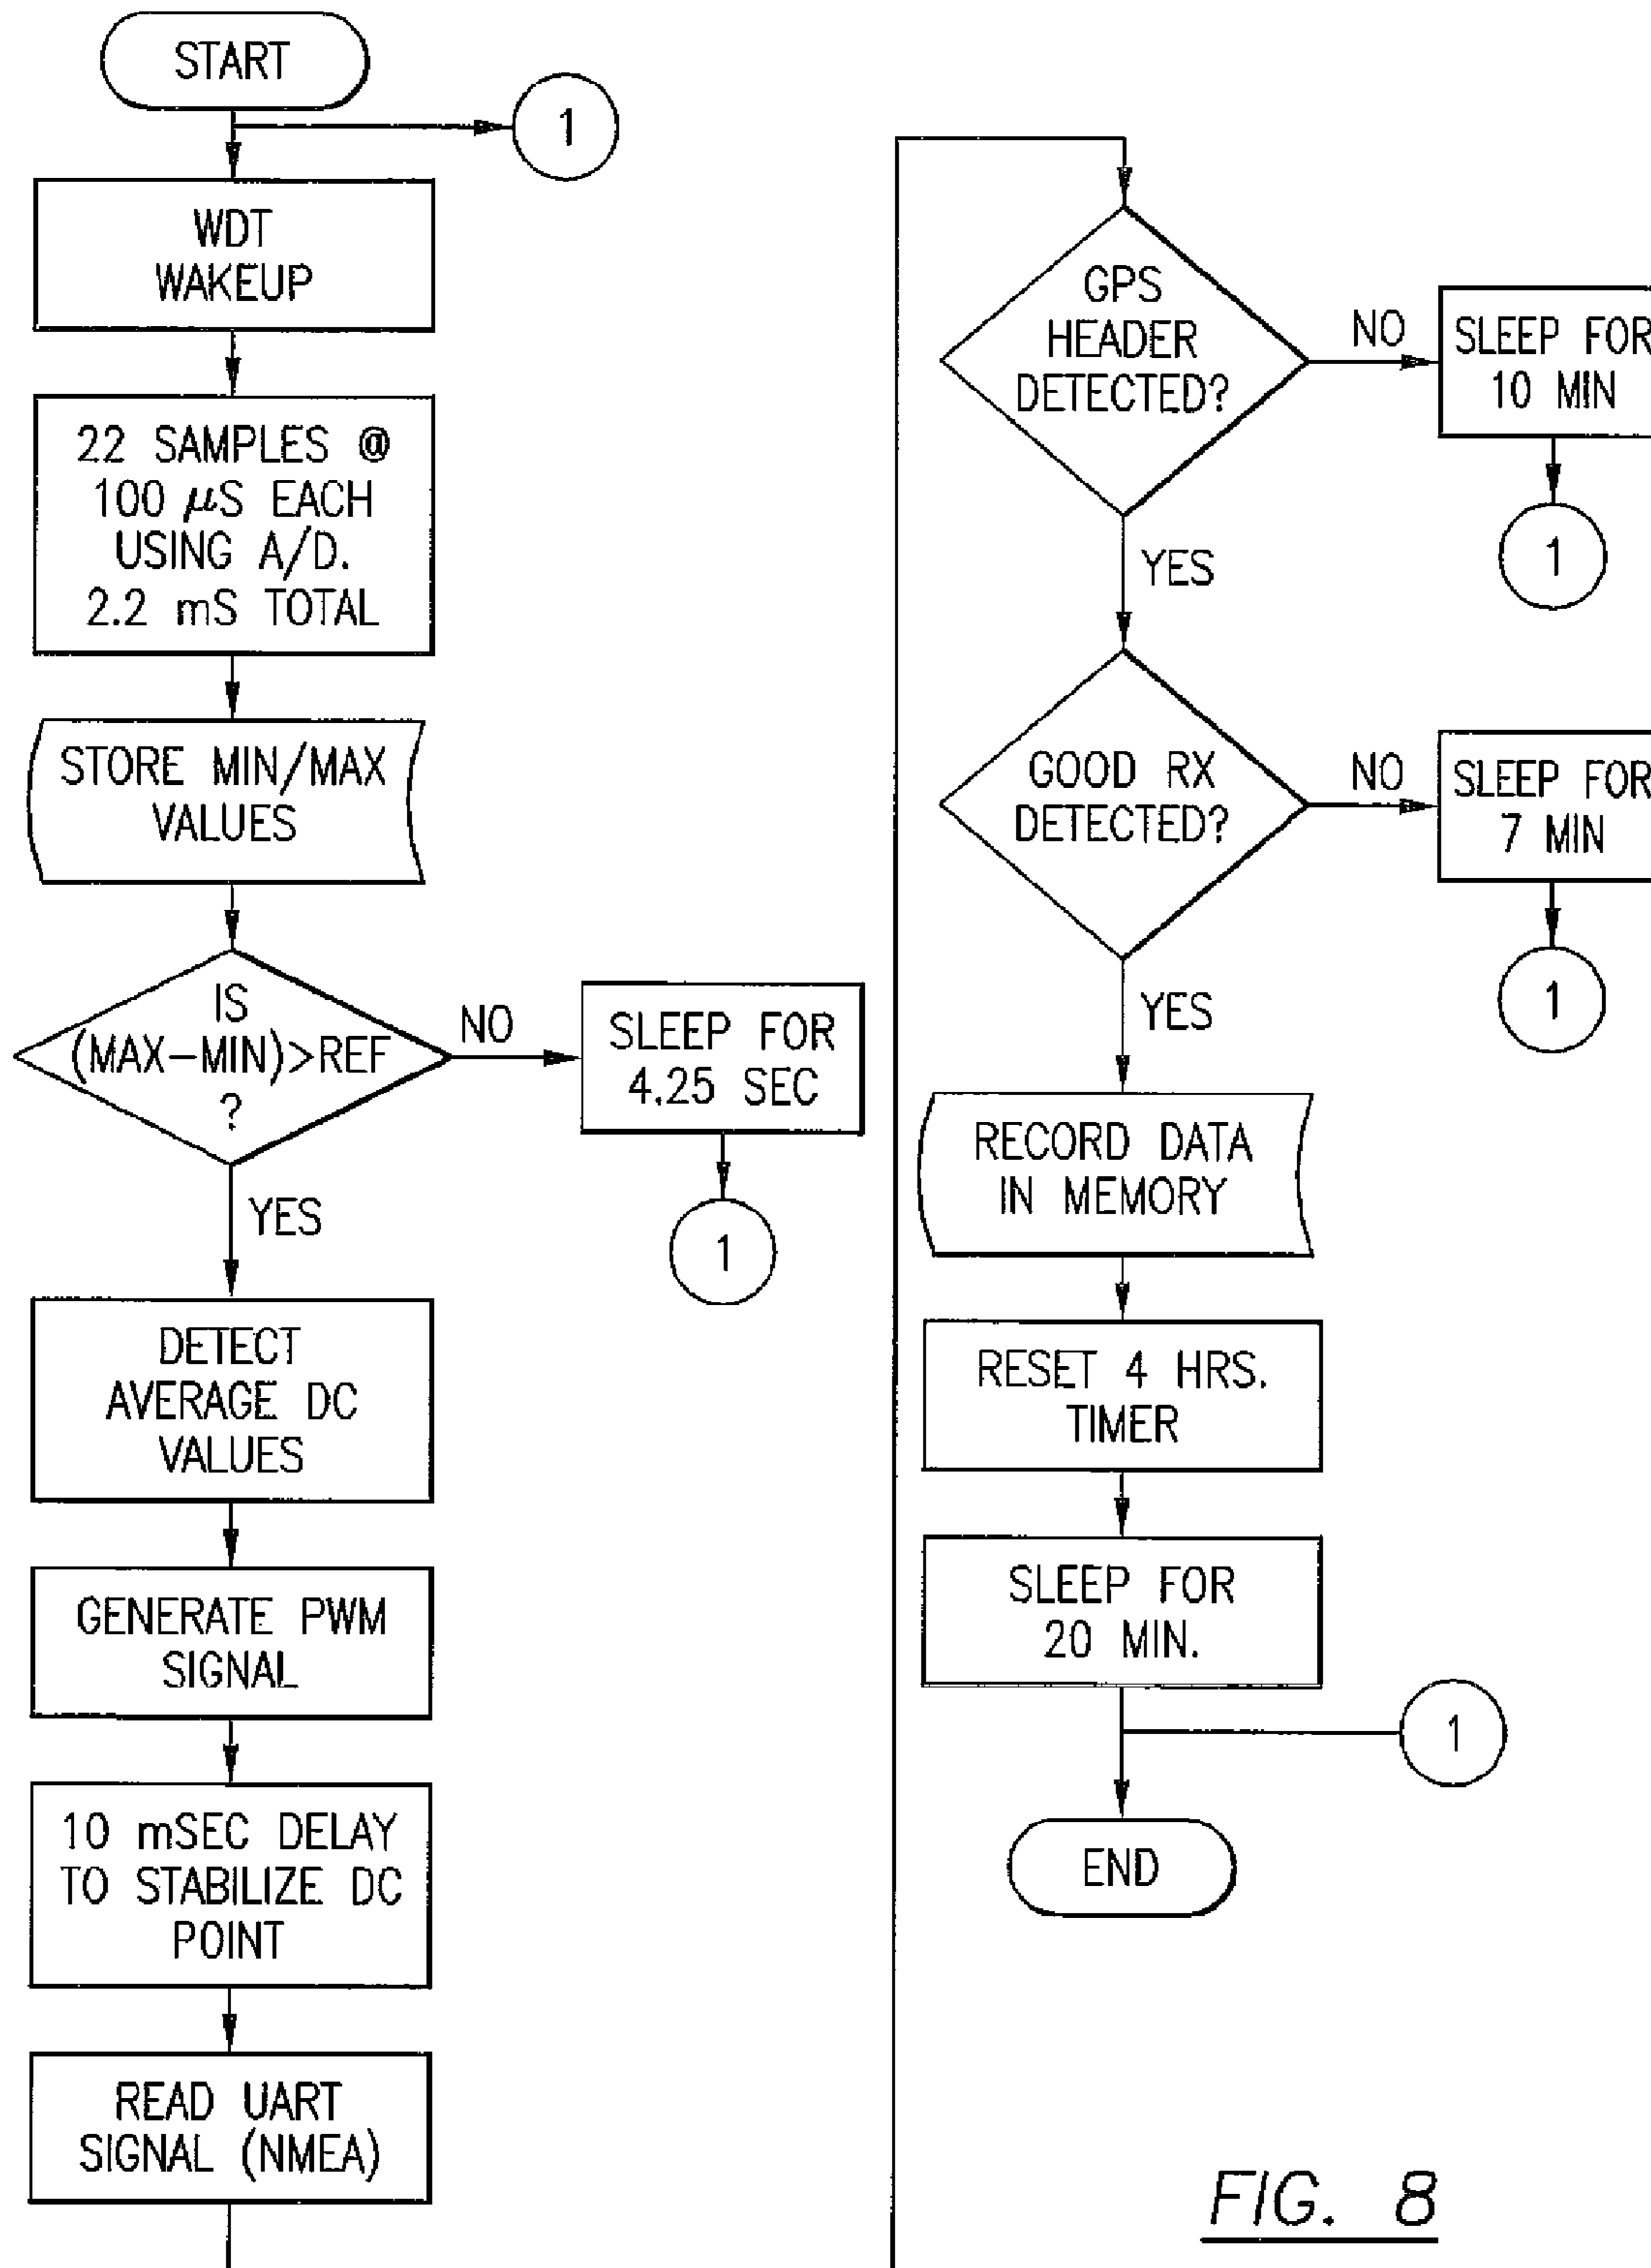 START
1
WDT
WAKEUP
22 SAMPLES @
100 μS EACH
USING A/D.
2.2 mS TOTAL
STORE MIN/MAX
VALUES
IS
(MAX-MIN)>REF
?
NO
SLEEP FOR
4.25 SEC
1
YES
DETECT
AVERAGE DC
VALUES
GENERATE PWM
SIGNAL
10 mSEC DELAY
TO STABILIZE DC
POINT
READ UART
SIGNAL (NMEA)
GPS
HEADER
DETECTED?
NO
SLEEP FOR
10 MIN
1
YES
GOOD RX
DETECTED?
NO
SLEEP FOR
7 MIN
1
YES
RECORD DATA
IN MEMORY
RESET 4 HRS.
TIMER
SLEEP FOR
20 MIN.
1
END
FIG. 8